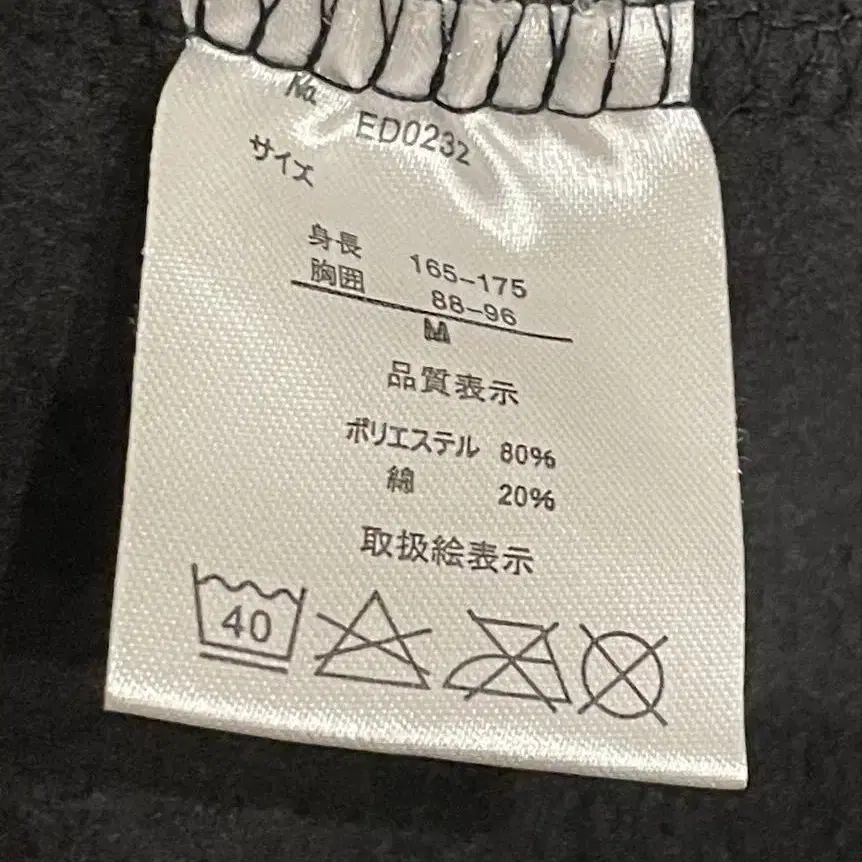 No.
ED0232
サイズ
身長 165-175
胸囲 88-96
M
品質表示
ポリエステル 80%
綿 20%
取扱絵表示
40